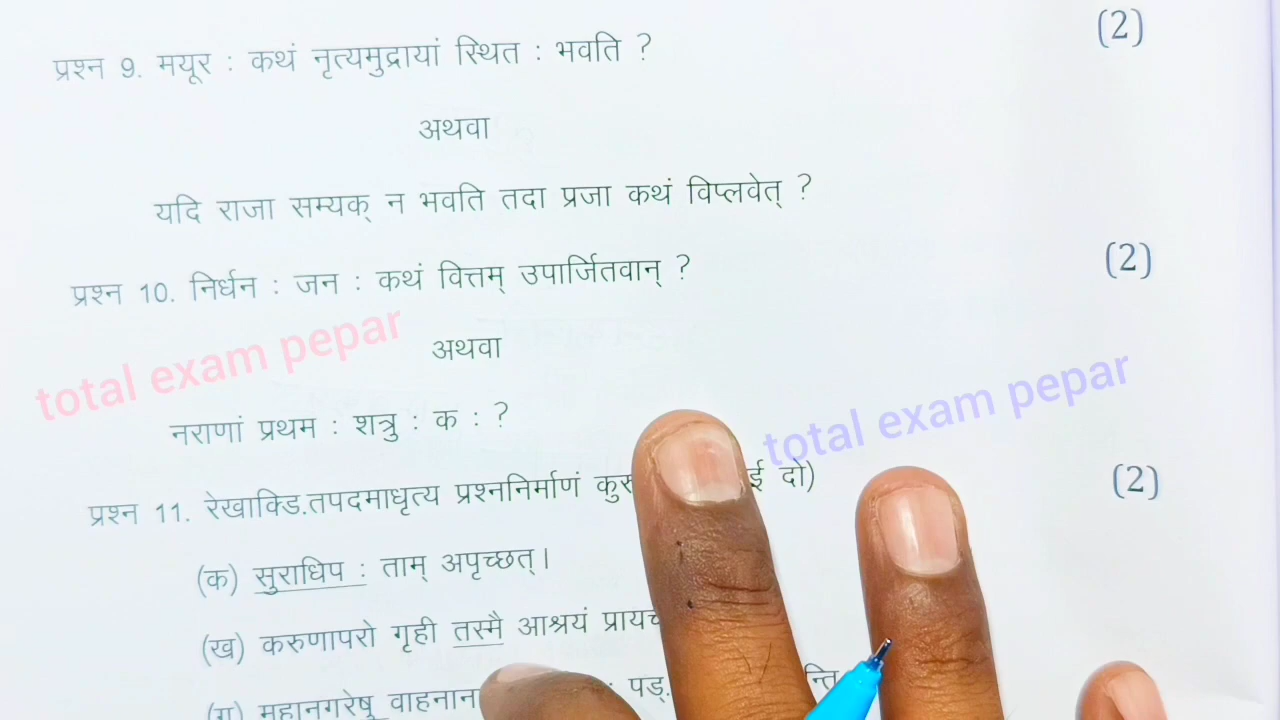 प्रश्न 9. मयूर : कथं नृत्यमुद्रायां स्थित : भवति ? (2)
अथवा
यदि राजा सम्यक् न भवति तदा प्रजा कथं विप्लवेत् ?
प्रश्न 10. निर्धन : जन : कथं वित्तम् उपार्जितवान् ? (2)
अथवा
total exam pepar
total exam pepar
नराणां प्रथम : शत्रु : क : ?
प्रश्न 11. रेखाक्डि.तपदमाधृत्य प्रश्ननिर्माणं दो) (2)
(क) सुराधिप : ताम् अपृच्छत्।
(ख) करुणापरो गृही तस्मै आश्रयं
(ग) महानगरेषु